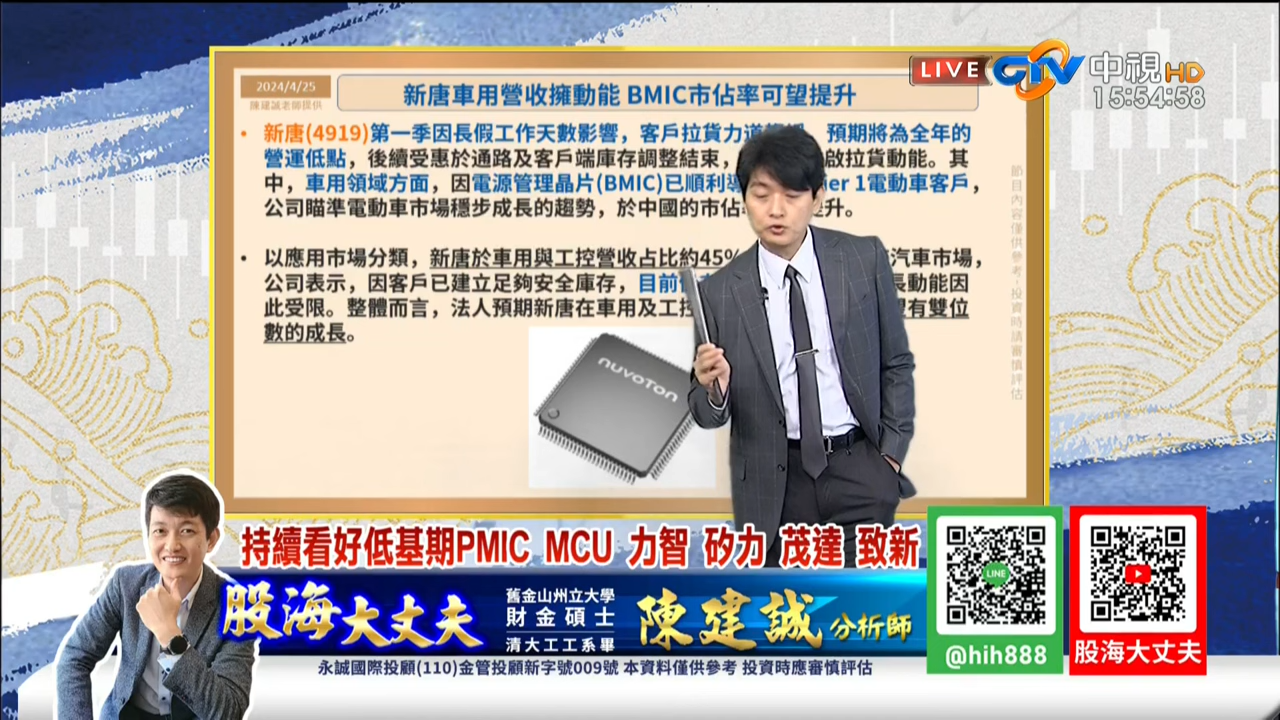 LIVE GTV 中視HD
15:54:58
2024/4/25
陳建誠老師提供
新唐車用營收擁動能 BMIC市佔率可望提升
• 新唐(4919)第一季因長假工作天數影響，客戶拉貨力道 預期將為全年的
營運低點，後續受惠於通路及客戶端庫存調整結束， 啟拉貨動能。其
中，車用領域方面，因電源管理晶片(BMIC)已順利導 ier 1電動車客戶，
公司瞄準電動車市場穩步成長的趨勢，於中國的市佔 升。
• 以應用市場分類，新唐於車用與工控營收占比約45% 汽車市場，
公司表示，因客戶已建立足夠安全庫存，目前 長動能因
此受限。整體而言，法人預期新唐在車用及工控 有雙位
數的成長。
nuvoTon
節目內容僅供參考，投資時請審慎評估
持續看好低基期PMIC MCU 力智 矽力 茂達 致新
股海大丈夫
舊金山州立大學
財金碩士
清大工工系畢
陳建誠 分析師
永誠國際投顧(110)金管投顧新字號009號 本資料僅供參考 投資時應審慎評估
LINE
@hih888
股海大丈夫